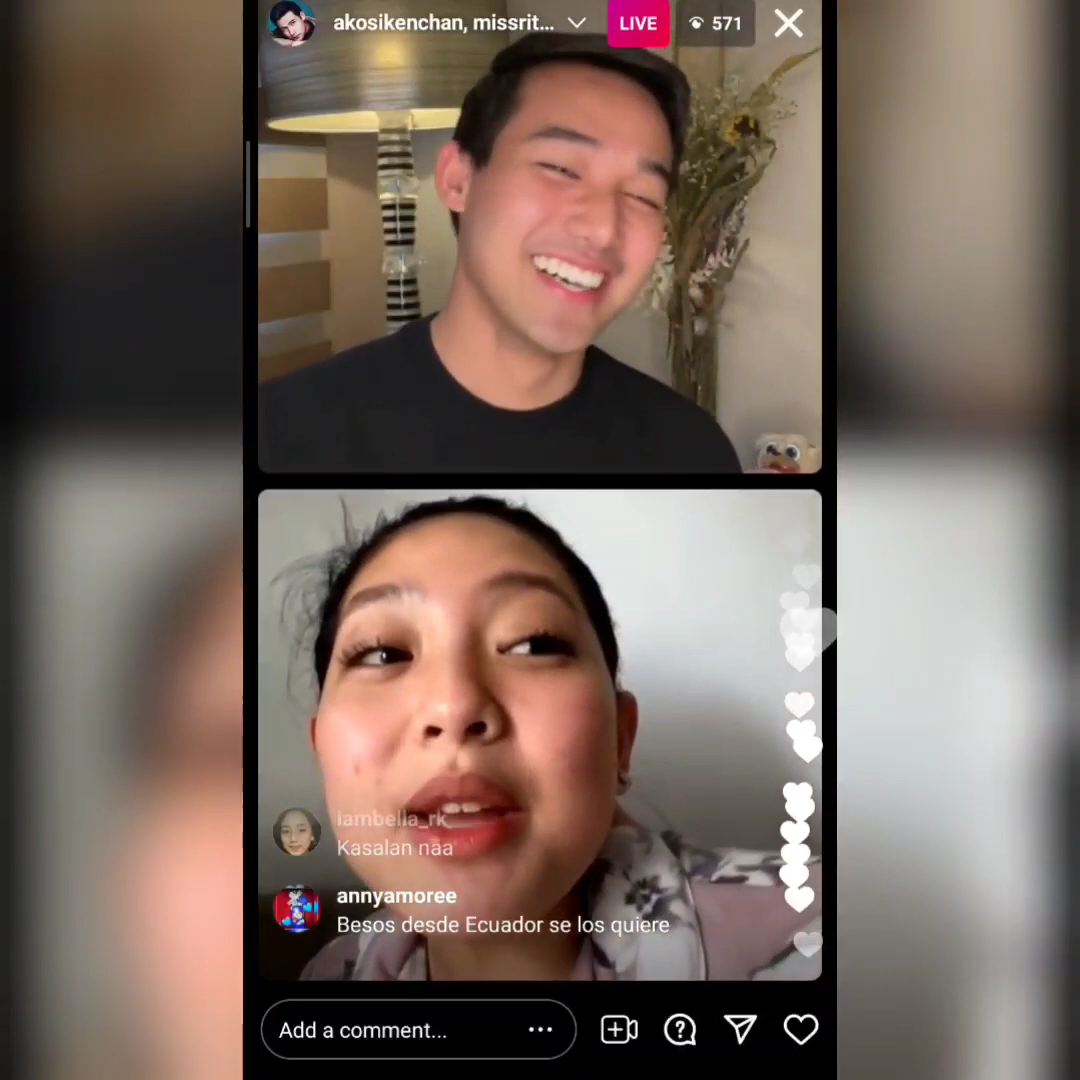 akosikenchan, missrit...
LIVE
571
iambella_rk
Kasalan naa
annyamoree
Besos desde Ecuador se los quiere
Add a comment...